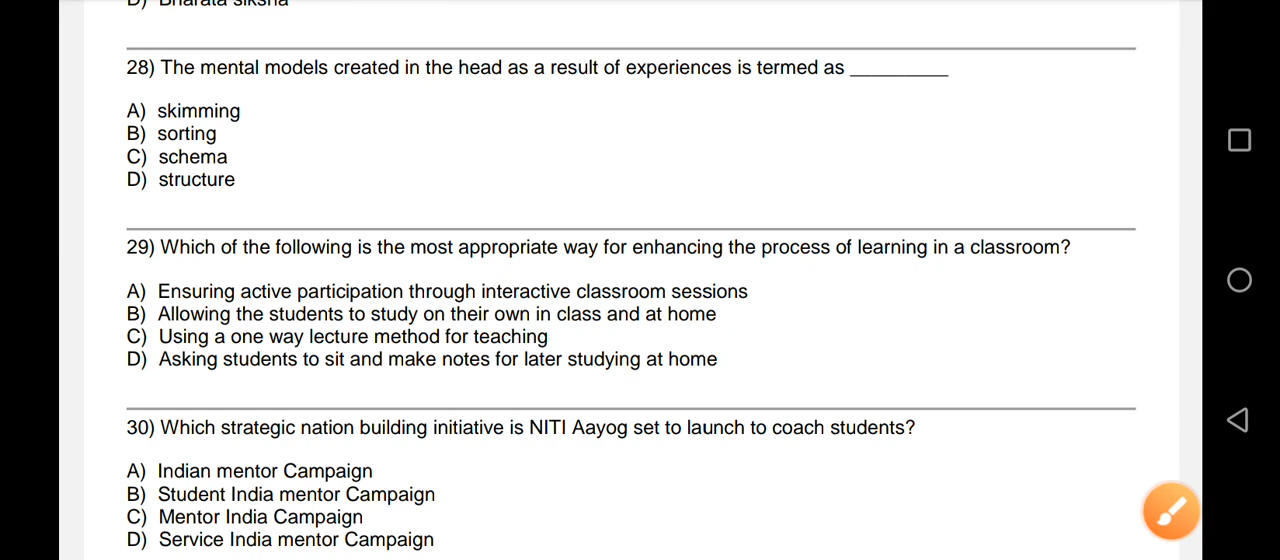 D) Bharata siksha
28) The mental models created in the head as a result of experiences is termed as _________
A) skimming
B) sorting
C) schema
D) structure
29) Which of the following is the most appropriate way for enhancing the process of learning in a classroom?
A) Ensuring active participation through interactive classroom sessions
B) Allowing the students to study on their own in class and at home
C) Using a one way lecture method for teaching
D) Asking students to sit and make notes for later studying at home
30) Which strategic nation building initiative is NITI Aayog set to launch to coach students?
A) Indian mentor Campaign
B) Student India mentor Campaign
C) Mentor India Campaign
D) Service India mentor Campaign